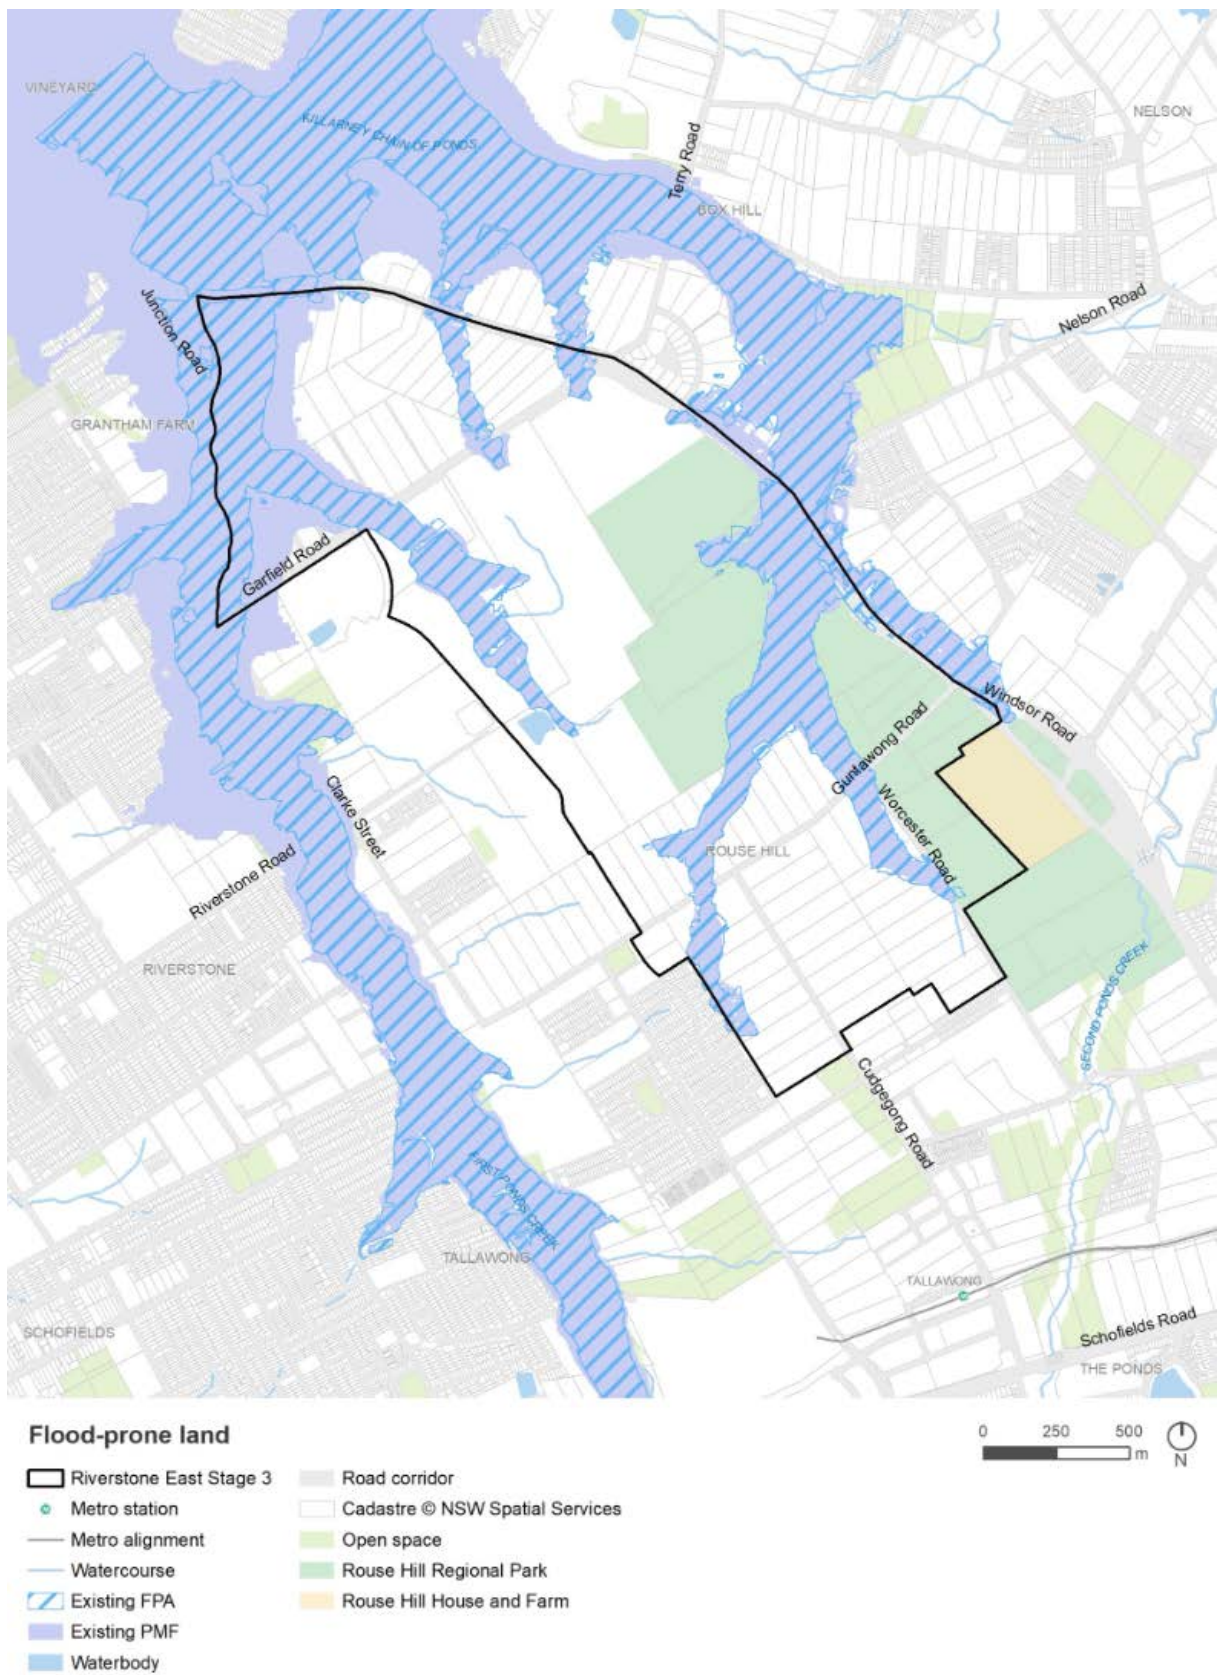 VINEYARD
NELSON
KILLARNEY CHAIN OF PONDS
Terry Road
BOX HILL
Junction Road
Nelson Road
GRANTHAM FARM
Garfield Road
Windsor Road
Guntawong Road
Clarke Street
Worcester Road
ROUSE HILL
Riverstone Road
RIVERSTONE
SECOND PONDS CREEK
Cudgegong Road
FIRST PONDS CREEK
TALLAWONG
TALLAWONG
SCHOFIELDS
Schofields Road
THE PONDS
Flood-prone land
0 250 500
m
N
Riverstone East Stage 3
Metro station
Metro alignment
Watercourse
Existing FPA
Existing PMF
Waterbody
Road corridor
Cadastre © NSW Spatial Services
Open space
Rouse Hill Regional Park
Rouse Hill House and Farm